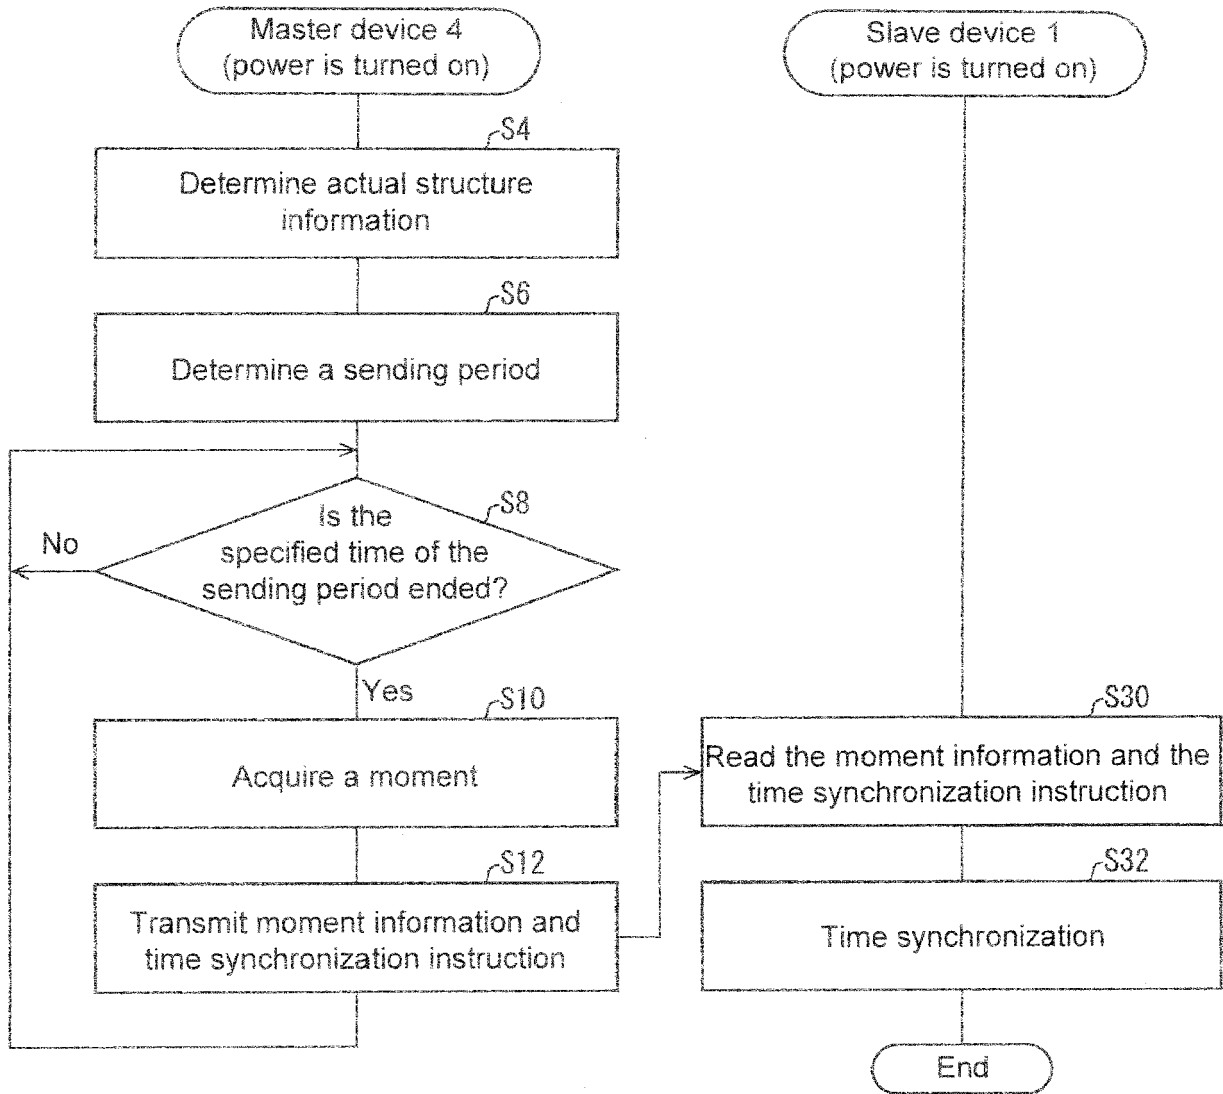 Master device 4
(power is turned on)
S4
Determine actual structure
information
S6
Determine a sending period
S8
Is the
specified time of the
sending period ended?
No
Yes
S10
Acquire a moment
S12
Transmit moment information and
time synchronization instruction
Slave device 1
(power is turned on)
S30
Read the moment information and the
time synchronization instruction
S32
Time synchronization
End